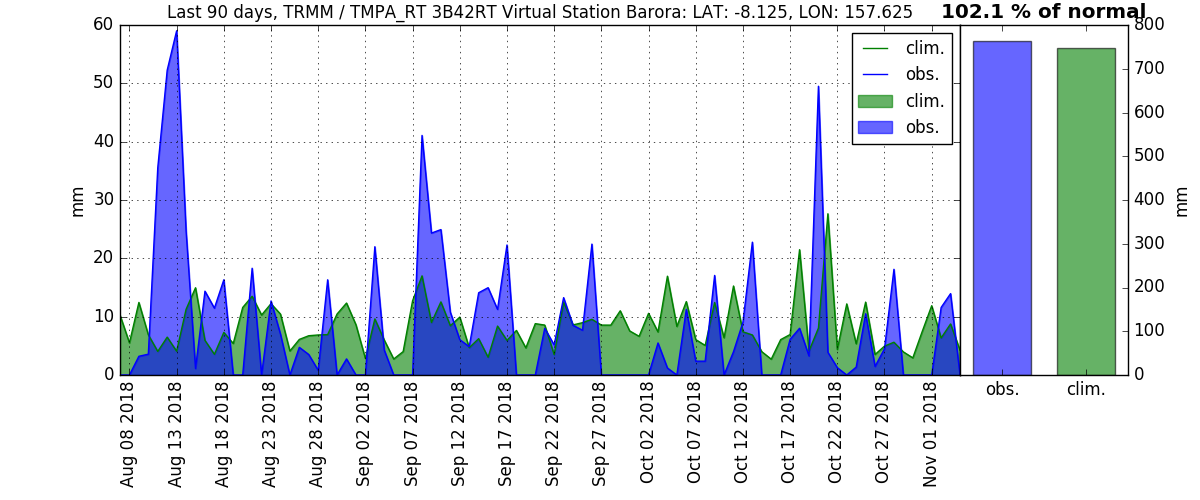 Last 90 days, TRMM / TMPA_RT 3B42RT Virtual Station Barora: LAT: -8.125, LON: 157.625
102.1 % of normal
60
50
40
30
20
10
0
mm
clim.
obs.
clim.
obs.
800
700
600
500
400
300
200
100
0
mm
obs.
clim.
Aug 08 2018
Aug 13 2018
Aug 18 2018
Aug 23 2018
Aug 28 2018
Sep 02 2018
Sep 07 2018
Sep 12 2018
Sep 17 2018
Sep 22 2018
Sep 27 2018
Oct 02 2018
Oct 07 2018
Oct 12 2018
Oct 17 2018
Oct 22 2018
Oct 27 2018
Nov 01 2018